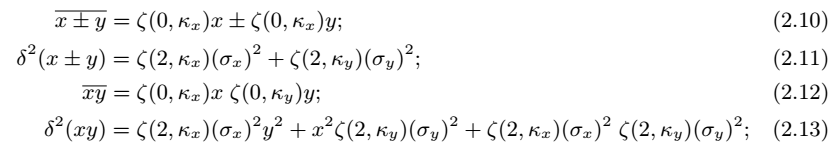 $\overline{x \pm y} = \zeta(0, \kappa_x)x \pm \zeta(0, \kappa_x)y;$ (2.10)
$\delta^2(x \pm y) = \zeta(2, \kappa_x)(\sigma_x)^2 + \zeta(2, \kappa_y)(\sigma_y)^2;$ (2.11)
$\overline{xy} = \zeta(0, \kappa_x)x \; \zeta(0, \kappa_y)y;$ (2.12)
$\delta^2(xy) = \zeta(2, \kappa_x)(\sigma_x)^2 y^2 + x^2 \zeta(2, \kappa_y)(\sigma_y)^2 + \zeta(2, \kappa_x)(\sigma_x)^2 \; \zeta(2, \kappa_y)(\sigma_y)^2;$ (2.13)